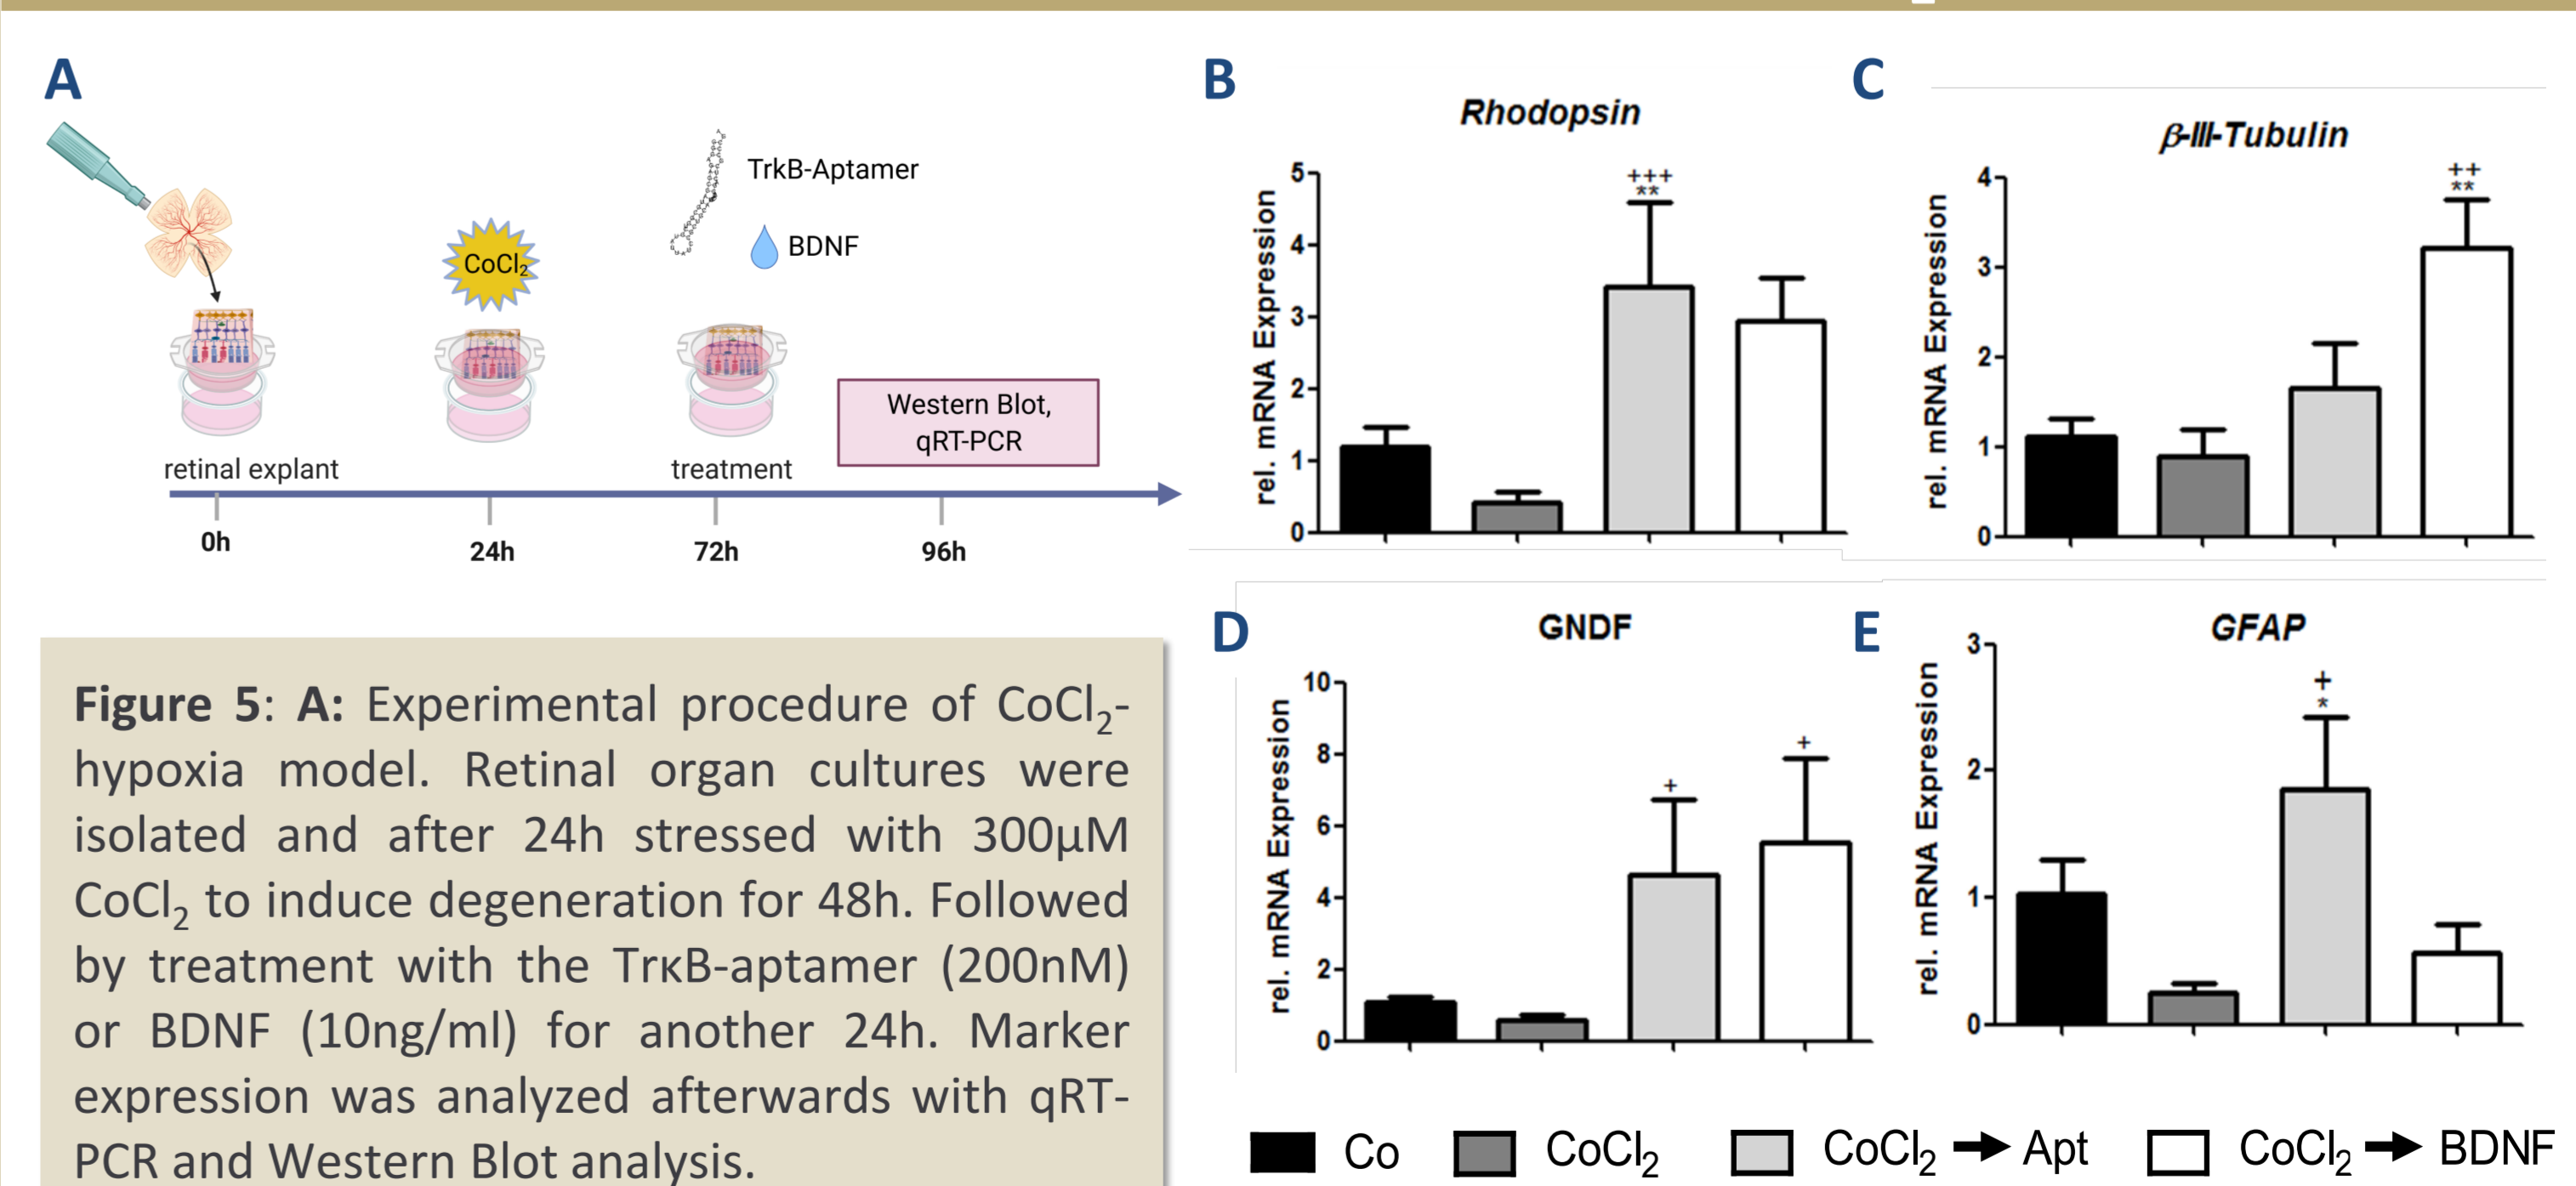 A
TrkB-Aptamer
BDNF
CoCl₂
Western Blot,
qRT-PCR
retinal explant
treatment
0h
24h
72h
96h
Figure 5: A: Experimental procedure of CoCl₂-
hypoxia model. Retinal organ cultures were
isolated and after 24h stressed with 300µM
CoCl₂ to induce degeneration for 48h. Followed
by treatment with the TrκB-aptamer (200nM)
or BDNF (10ng/ml) for another 24h. Marker
expression was analyzed afterwards with qRT-
PCR and Western Blot analysis.
B
Rhodopsin
rel. mRNA Expression
5
4
3
2
1
0
+++
**
C
β-III-Tubulin
rel. mRNA Expression
4
3
2
1
0
++
**
D
GNDF
rel. mRNA Expression
10
8
6
4
2
0
+
+
E
GFAP
rel. mRNA Expression
3
2
1
0
+
*
Co
CoCl₂
CoCl₂ ➡ Apt
CoCl₂ ➡ BDNF